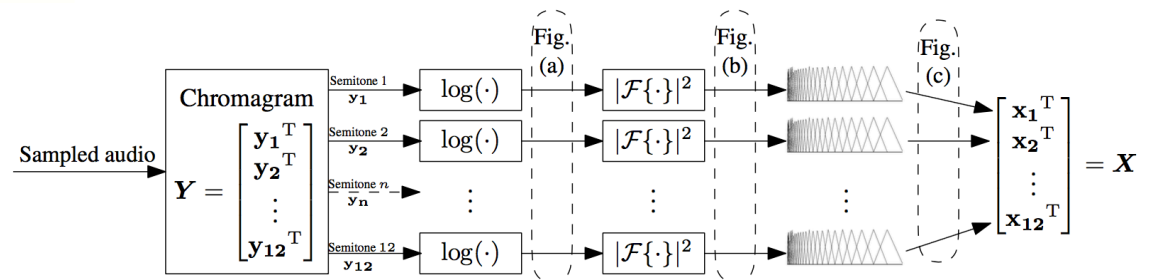 Sampled audio
Chromagram
Y = [y₁ᵀ
y₂ᵀ
⋮
y₁₂ᵀ]
Semitone 1
y₁
Semitone 2
y₂
Semitone n
yₙ
⋮
Semitone 12
y₁₂
log(·)
log(·)
⋮
log(·)
Fig.
(a)
|ℱ{·}|²
|ℱ{·}|²
⋮
|ℱ{·}|²
Fig.
(b)
⋮
Fig.
(c)
[x₁ᵀ
x₂ᵀ
⋮
x₁₂ᵀ] = X